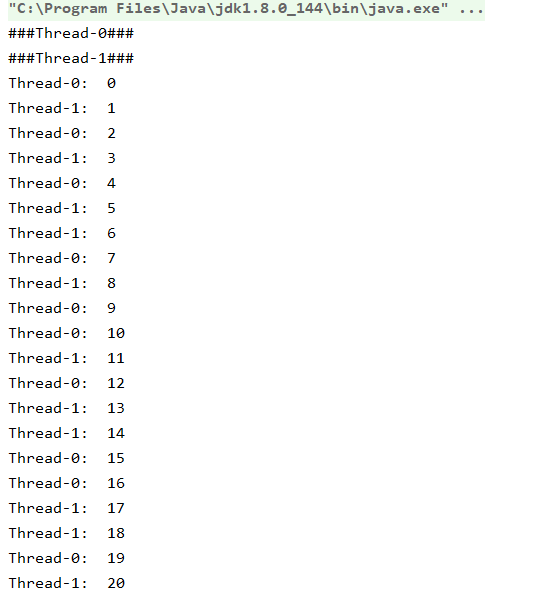 "C:\Program Files\Java\jdk1.8.0_144\bin\java.exe" ...
###Thread-0###
###Thread-1###
Thread-0:  0
Thread-1:  1
Thread-0:  2
Thread-1:  3
Thread-0:  4
Thread-1:  5
Thread-1:  6
Thread-0:  7
Thread-1:  8
Thread-0:  9
Thread-0:  10
Thread-1:  11
Thread-0:  12
Thread-1:  13
Thread-1:  14
Thread-0:  15
Thread-0:  16
Thread-1:  17
Thread-1:  18
Thread-0:  19
Thread-1:  20